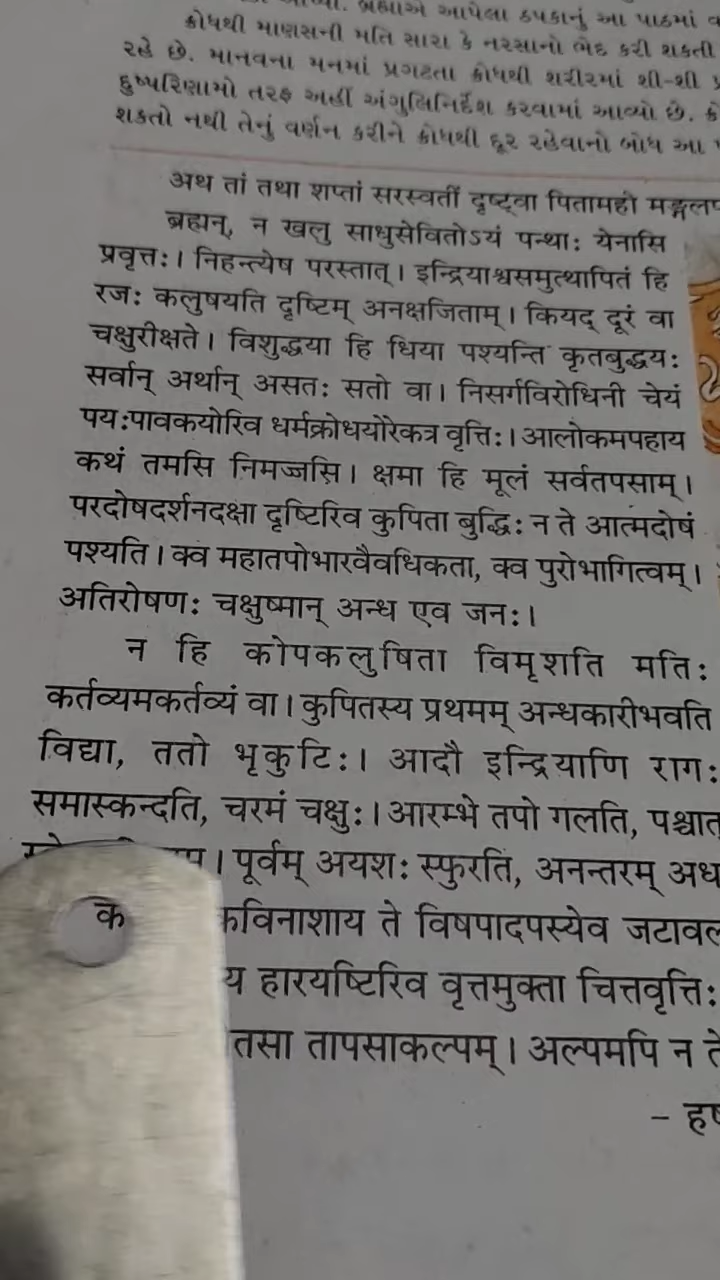 આવ્યા. બ્રહ્માએ આપેલા ઠપકાનું આ પાઠમાં
ક્રોધથી માણસની મતિ સારા કે નરસાનો ભેદ કરી શકતી
રહે છે. માનવના મનમાં પ્રગટતા ક્રોધથી શરીરમાં શી-શી
દુષ્પરિણામો તરફ અહીં અંગુલિનિર્દેશ કરવામાં આવ્યો છે.
શકતો નથી તેનું વર્ણન કરીને ક્રોધથી દૂર રહેવાનો બોધ આ
अथ तां तथा शप्तां सरस्वतीं दृष्ट्वा पितामहो
ब्रह्मन्, न खलु साधुसेवितोऽयं पन्थाः येनासि
प्रवृत्तः। निहन्त्येष परस्तात्। इन्द्रियाश्वसमुत्थापितं हि
रजः कलुषयति दृष्टिम् अनक्षजिताम्। कियद् दूरं वा
चक्षुरीक्षते। विशुद्धया हि धिया पश्यन्ति कृतबुद्धयः
सर्वान् अर्थान् असतः सतो वा। निसर्गविरोधिनी चेयं
पयःपावकयोरिव धर्मक्रोधयोरेकत्र वृत्तिः। आलोकमपहाय
कथं तमसि निमज्जसि। क्षमा हि मूलं सर्वतपसाम्।
परदोषदर्शनदक्षा दृष्टिरिव कुपिता बुद्धिः न ते आत्मदोषं
पश्यति। क्व महातपोभारवैवधिकता, क्व पुरोभागित्वम्।
अतिरोषणः चक्षुष्मान् अन्ध एव जनः।
न हि कोपकलुषिता विमृशति मतिः
कर्तव्यमकर्तव्यं वा। कुपितस्य प्रथमम् अन्धकारीभवति
विद्या, ततो भृकुटिः। आदौ इन्द्रियाणि रागः
समास्कन्दति, चरमं चक्षुः। आरम्भे तपो गलति, पश्चात
पूर्वम् अयशः स्फुरति, अनन्तरम्
कविनाशाय ते विषपादपस्येव
य हारयष्टिरिव वृत्तमुक्ता चित्तवृत्तिः
तसा तापसाकल्पम्। अल्पमपि न ते